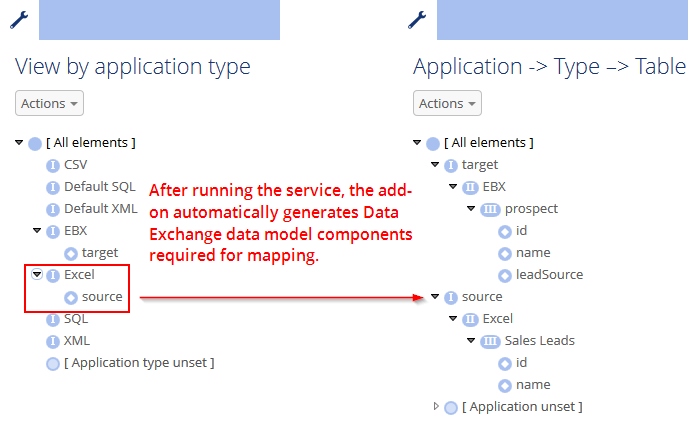 View by application type
Actions
[ All elements ]
I CSV
I Default SQL
I Default XML
I EBX
target
I Excel
source
I SQL
I XML
[ Application type unset ]
After running the service, the add-
on automatically generates Data
Exchange data model components
required for mapping.
Application -> Type –> Table
Actions
[ All elements ]
I target
II EBX
III prospect
id
name
leadSource
I source
II Excel
III Sales Leads
id
name
[ Application unset ]